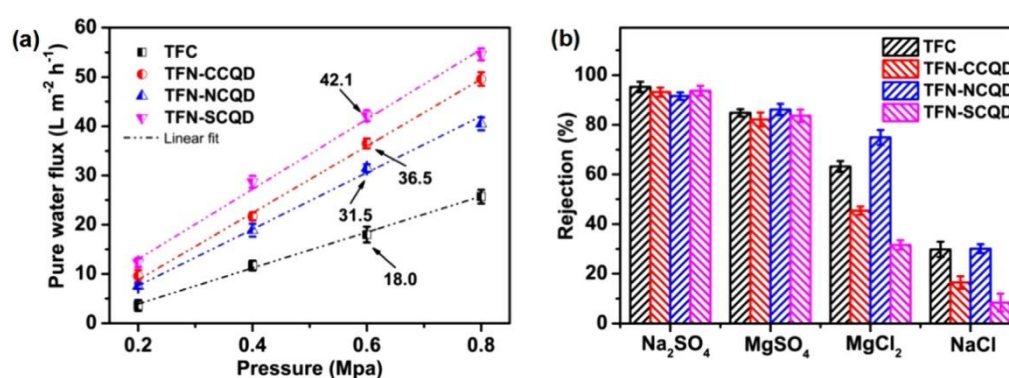 (a)
Pure water flux (L m⁻² h⁻¹)
60
50
40
30
20
10
0
TFC
TFN-CCQD
TFN-NCQD
TFN-SCQD
Linear fit
42.1
36.5
31.5
18.0
0.2 0.4 0.6 0.8
Pressure (Mpa)
(b)
Rejection (%)
100
80
60
40
20
0
TFC
TFN-CCQD
TFN-NCQD
TFN-SCQD
Na₂SO₄ MgSO₄ MgCl₂ NaCl